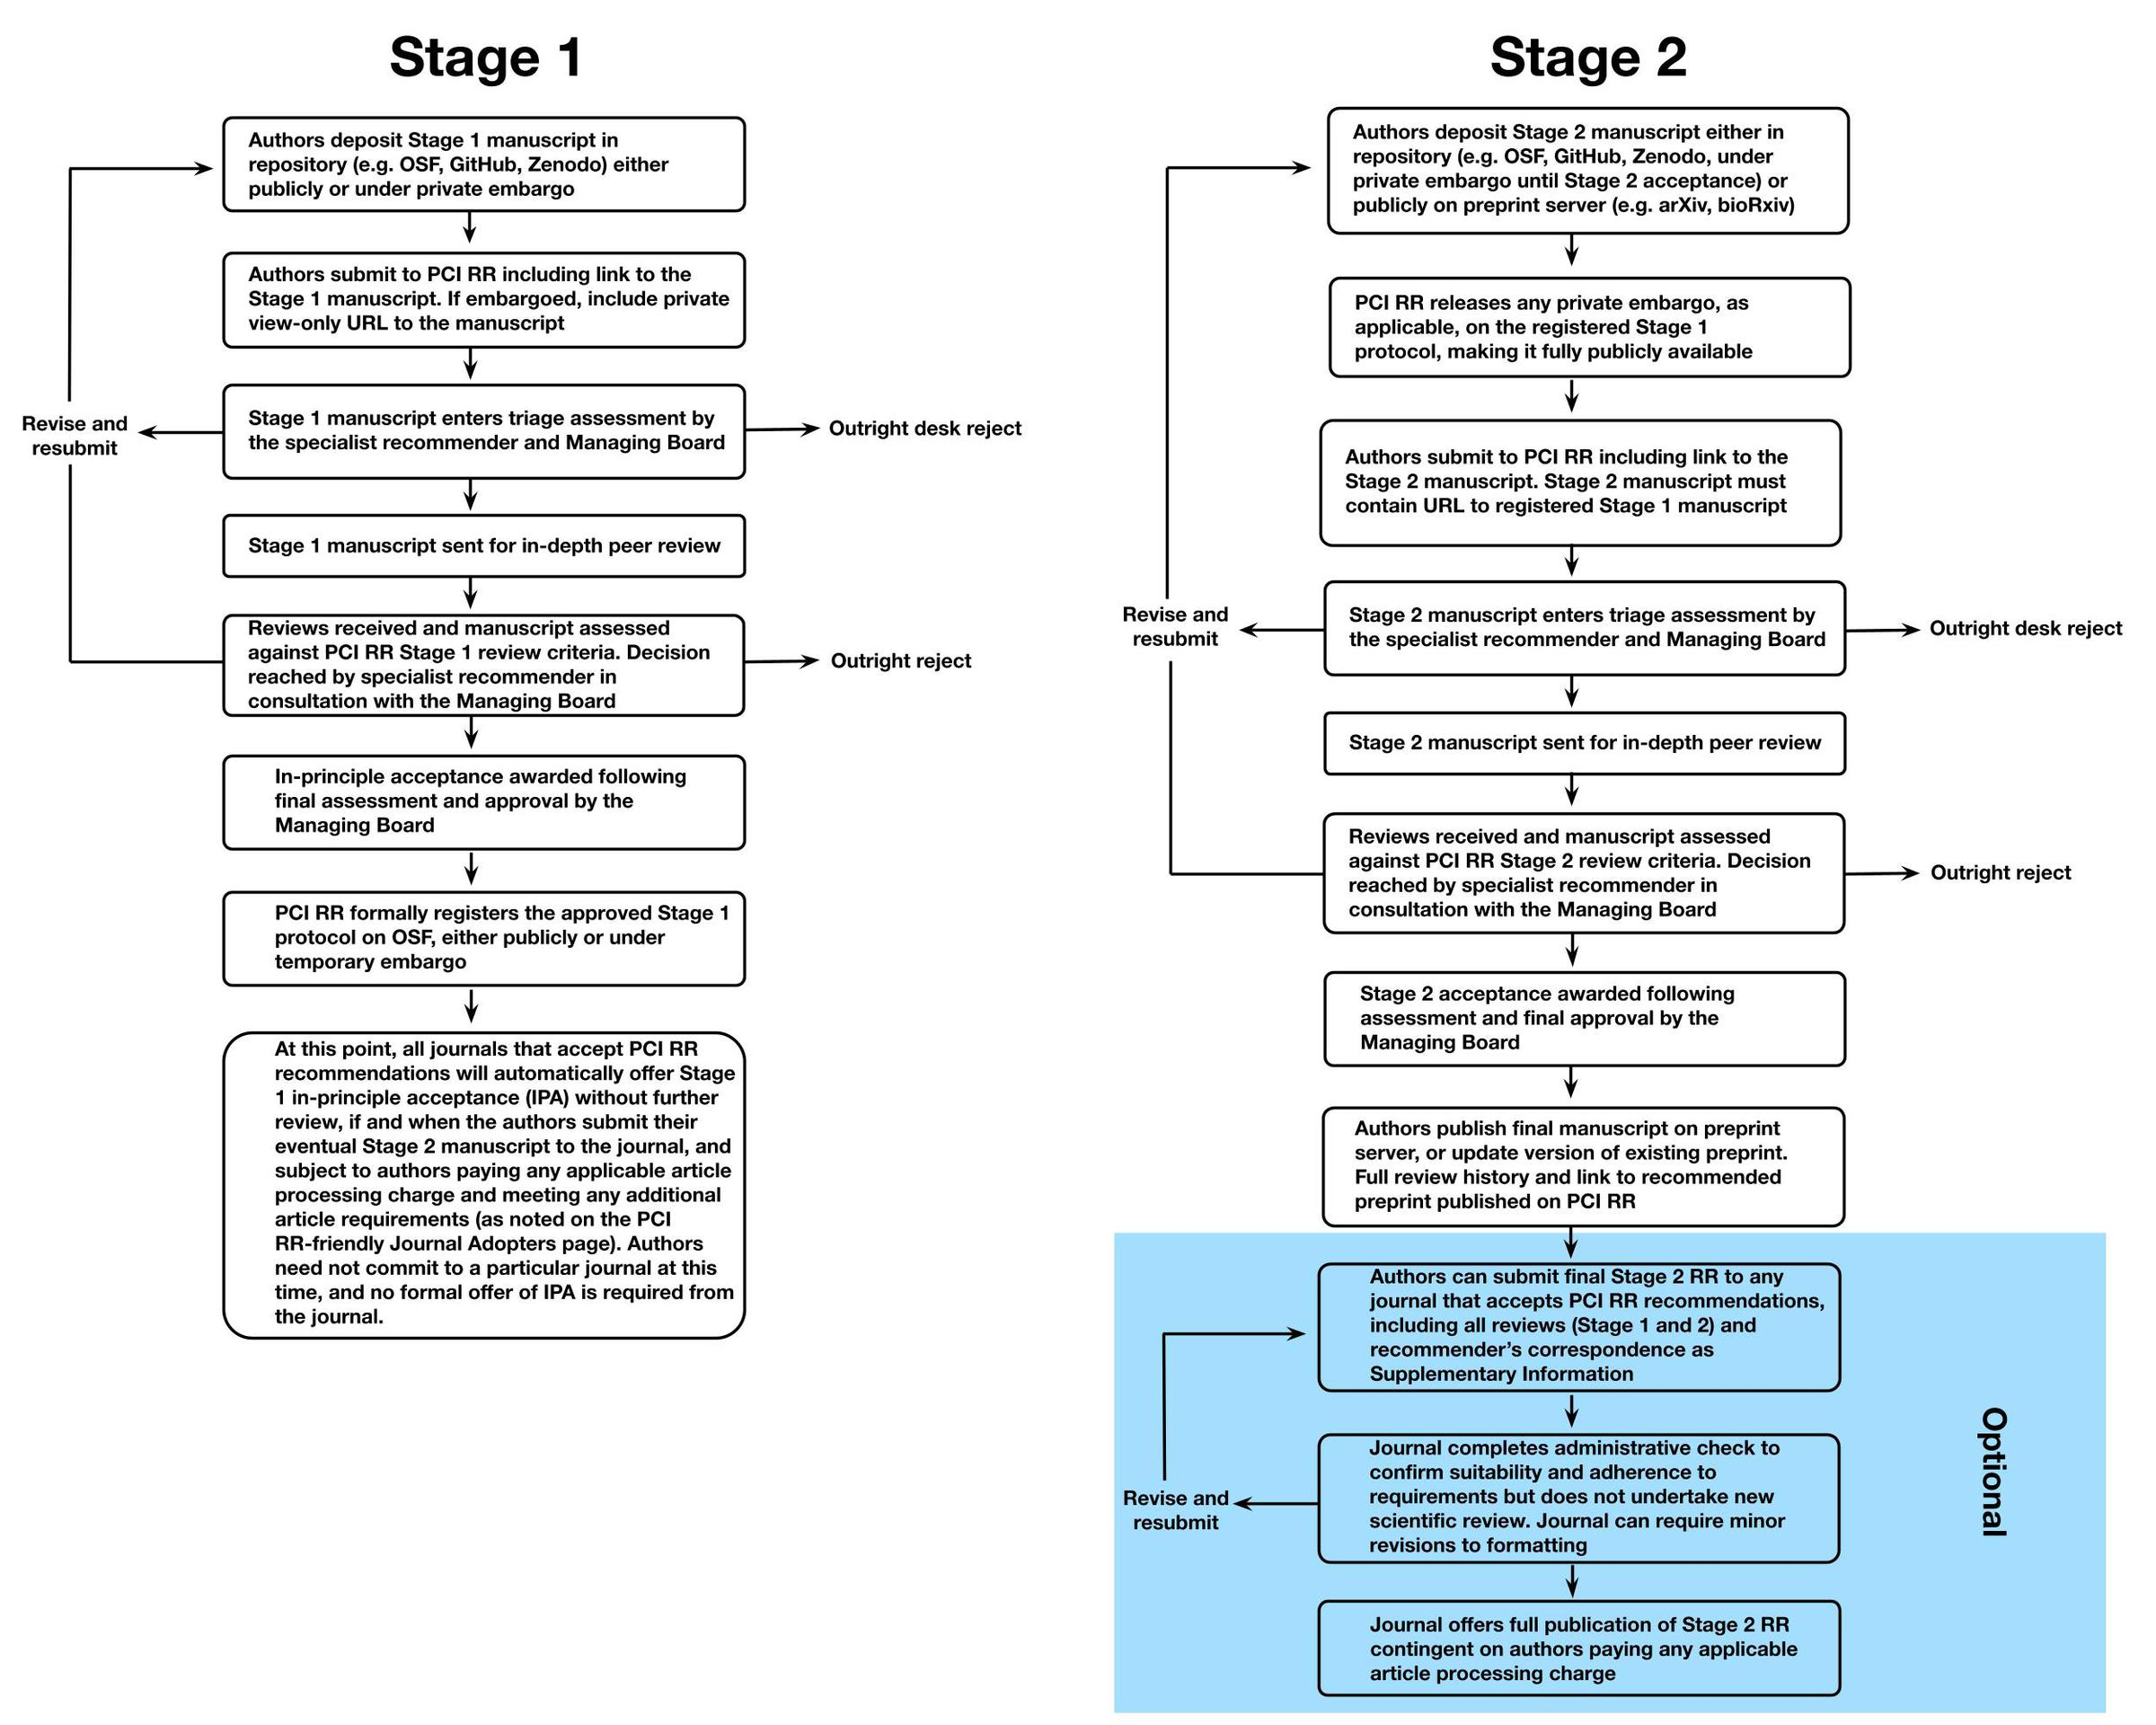 Stage 1
Authors deposit Stage 1 manuscript in
repository (e.g. OSF, GitHub, Zenodo) either
publicly or under private embargo
Authors submit to PCI RR including link to the
Stage 1 manuscript. If embargoed, include private
view-only URL to the manuscript
Revise and
resubmit
Stage 1 manuscript enters triage assessment by
the specialist recommender and Managing Board
Outright desk reject
Stage 1 manuscript sent for in-depth peer review
Reviews received and manuscript assessed
against PCI RR Stage 1 review criteria. Decision
reached by specialist recommender in
consultation with the Managing Board
Outright reject
In-principle acceptance awarded following
final assessment and approval by the
Managing Board
PCI RR formally registers the approved Stage 1
protocol on OSF, either publicly or under
temporary embargo
At this point, all journals that accept PCI RR
recommendations will automatically offer Stage
1 in-principle acceptance (IPA) without further
review, if and when the authors submit their
eventual Stage 2 manuscript to the journal, and
subject to authors paying any applicable article
processing charge and meeting any additional
article requirements (as noted on the PCI
RR-friendly Journal Adopters page). Authors
need not commit to a particular journal at this
time, and no formal offer of IPA is required from
the journal.
Stage 2
Authors deposit Stage 2 manuscript either in
repository (e.g. OSF, GitHub, Zenodo, under
private embargo until Stage 2 acceptance) or
publicly on preprint server (e.g. arXiv, bioRxiv)
PCI RR releases any private embargo, as
applicable, on the registered Stage 1
protocol, making it fully publicly available
Authors submit to PCI RR including link to the
Stage 2 manuscript. Stage 2 manuscript must
contain URL to registered Stage 1 manuscript
Revise and
resubmit
Stage 2 manuscript enters triage assessment by
the specialist recommender and Managing Board
Outright desk reject
Stage 2 manuscript sent for in-depth peer review
Reviews received and manuscript assessed
against PCI RR Stage 2 review criteria. Decision
reached by specialist recommender in
consultation with the Managing Board
Outright reject
Stage 2 acceptance awarded following
assessment and final approval by the
Managing Board
Authors publish final manuscript on preprint
server, or update version of existing preprint.
Full review history and link to recommended
preprint published on PCI RR
Authors can submit final Stage 2 RR to any
journal that accepts PCI RR recommendations,
including all reviews (Stage 1 and 2) and
recommender’s correspondence as
Supplementary Information
Revise and
resubmit
Journal completes administrative check to
confirm suitability and adherence to
requirements but does not undertake new
scientific review. Journal can require minor
revisions to formatting
Journal offers full publication of Stage 2 RR
contingent on authors paying any applicable
article processing charge
Optional